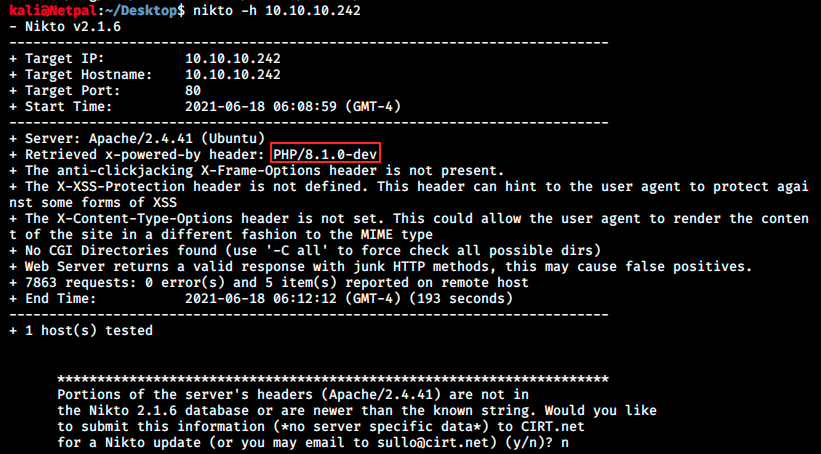 kali@Netpal:~/Desktop$ nikto -h 10.10.10.242
- Nikto v2.1.6
---------------------------------------------------------------------------
+ Target IP:          10.10.10.242
+ Target Hostname:    10.10.10.242
+ Target Port:        80
+ Start Time:         2021-06-18 06:08:59 (GMT-4)
---------------------------------------------------------------------------
+ Server: Apache/2.4.41 (Ubuntu)
+ Retrieved x-powered-by header: PHP/8.1.0-dev
+ The anti-clickjacking X-Frame-Options header is not present.
+ The X-XSS-Protection header is not defined. This header can hint to the user agent to protect agai
nst some forms of XSS
+ The X-Content-Type-Options header is not set. This could allow the user agent to render the conten
t of the site in a different fashion to the MIME type
+ No CGI Directories found (use '-C all' to force check all possible dirs)
+ Web Server returns a valid response with junk HTTP methods, this may cause false positives.
+ 7863 requests: 0 error(s) and 5 item(s) reported on remote host
+ End Time:           2021-06-18 06:12:12 (GMT-4) (193 seconds)
---------------------------------------------------------------------------
+ 1 host(s) tested
*********************************************************************
Portions of the server's headers (Apache/2.4.41) are not in
the Nikto 2.1.6 database or are newer than the known string. Would you like
to submit this information (*no server specific data*) to CIRT.net
for a Nikto update (or you may email to sullo@cirt.net) (y/n)? n